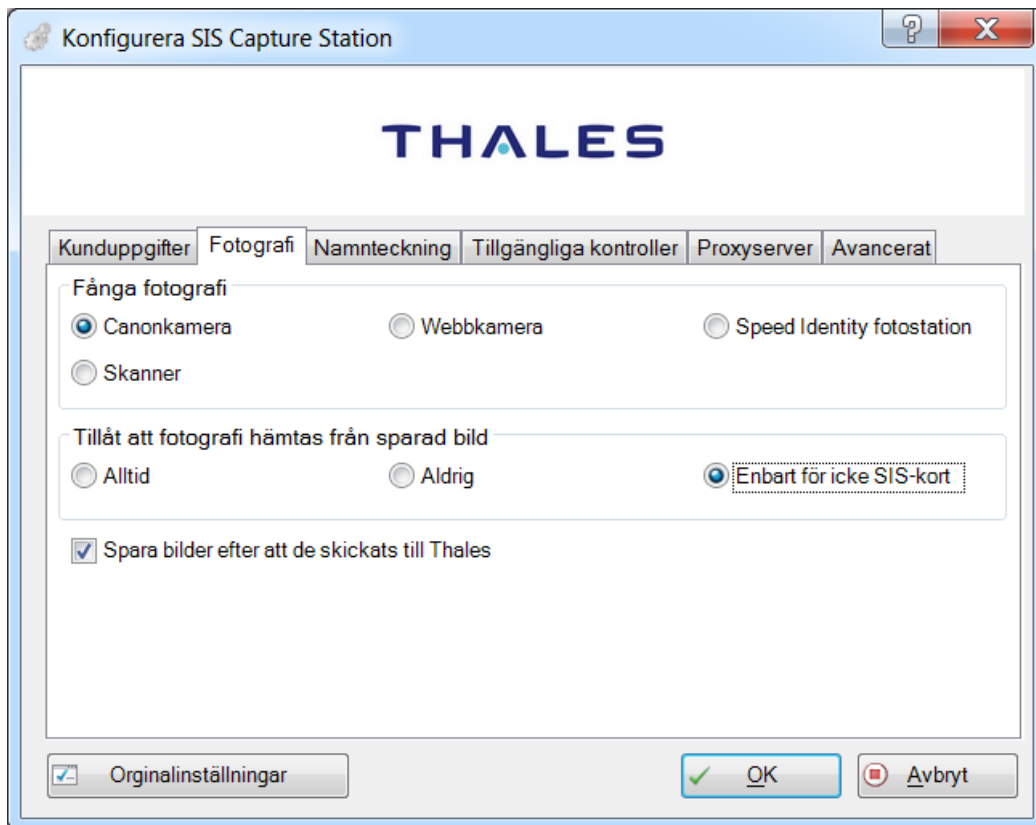 Konfigurera SIS Capture Station
THALES
Kunduppgifter Fotografi Namnteckning Tillgängliga kontroller Proxyserver Avancerat
Fånga fotografi
Canonkamera Webbkamera Speed Identity fotostation
Skanner
Tillåt att fotografi hämtas från sparad bild
Alltid Aldrig Enbart för icke SIS-kort
Spara bilder efter att de skickats till Thales
Orginalinställningar OK Avbryt